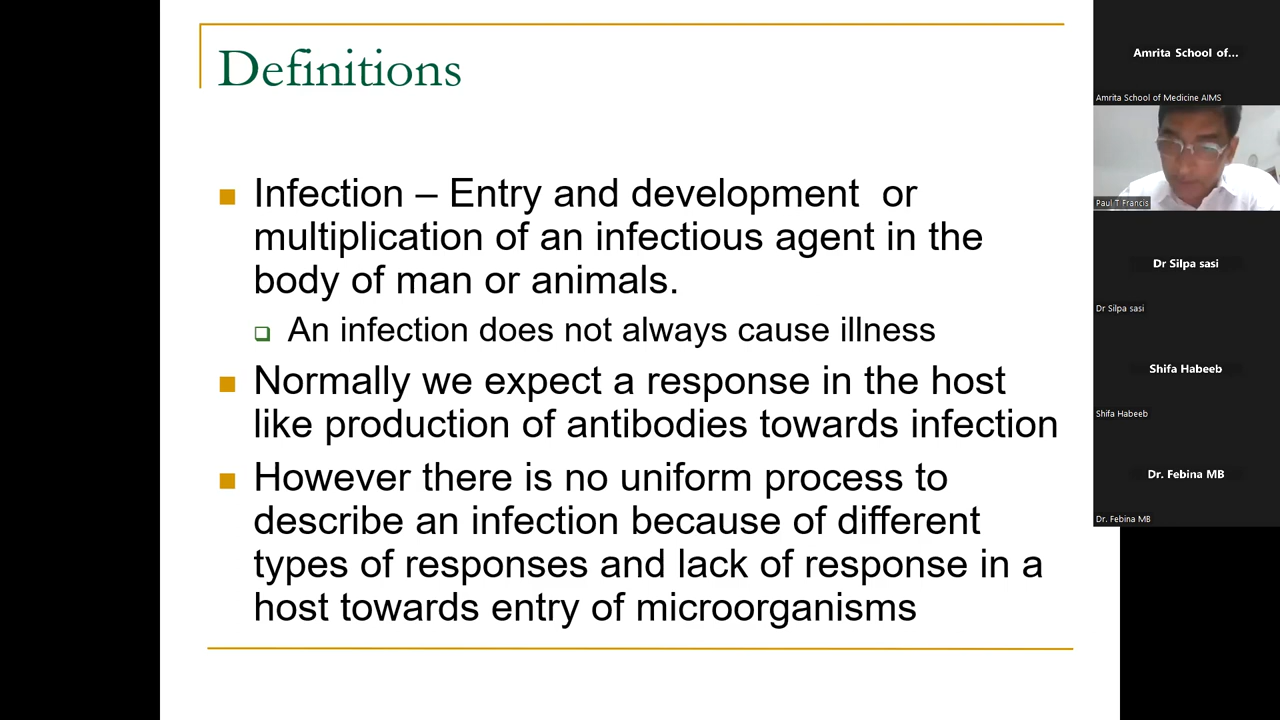 Definitions
Infection – Entry and development or
multiplication of an infectious agent in the
body of man or animals.
An infection does not always cause illness
Normally we expect a response in the host
like production of antibodies towards infection
However there is no uniform process to
describe an infection because of different
types of responses and lack of response in a
host towards entry of microorganisms
Amrita School of...
Amrita School of Medicine AIMS
Paul T Francis
Dr Silpa sasi
Dr Silpa sasi
Shifa Habeeb
Shifa Habeeb
Dr. Febina MB
Dr. Febina MB